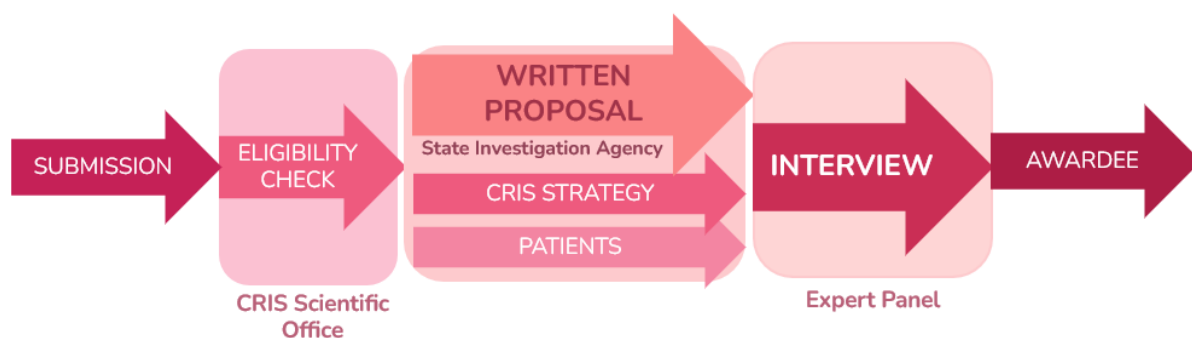 SUBMISSION
ELIGIBILITY
CHECK
CRIS Scientific
Office
WRITTEN
PROPOSAL
State Investigation Agency
CRIS STRATEGY
PATIENTS
INTERVIEW
Expert Panel
AWARDEE